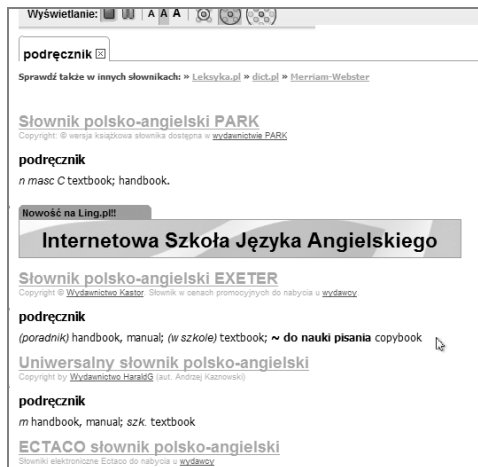 Wyświetlanie: A A A
podręcznik
Sprawdź także w innych słownikach: » Leksyka.pl » dict.pl » Merriam-Webster
Słownik polsko-angielski PARK
Copyright: © wersja książkowa słownika dostępna w wydawnictwie PARK
podręcznik
n masc C textbook; handbook.
Nowość na Ling.pl!!
Internetowa Szkoła Języka Angielskiego
Słownik polsko-angielski EXETER
Copyright © Wydawnictwo Kastor. Słownik w cenach promocyjnych do nabycia u wydawcy
podręcznik
(poradnik) handbook, manual; (w szkole) textbook; ~ do nauki pisania copybook
Uniwersalny słownik polsko-angielski
Copyright by Wydawnictwo HaraldG (aut. Andrzej Kaznowski)
podręcznik
m handbook, manual; szk. textbook
ECTACO słownik polsko-angielski
Słowniki elektroniczne Ectaco do nabycia u wydawcy